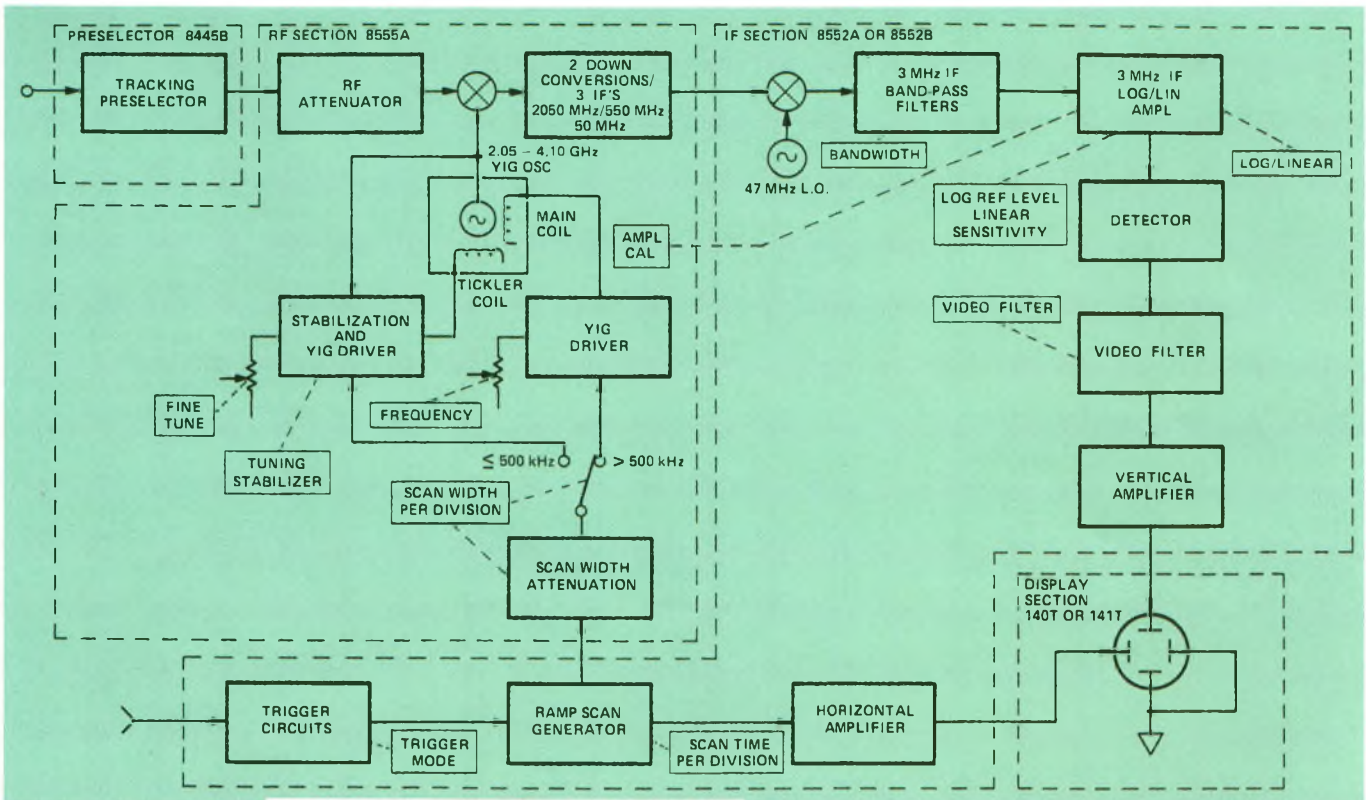 PRESELECTOR 8445B
RF SECTION 8555A
IF SECTION 8552A OR 8552B
TRACKING
PRESELECTOR
RF
ATTENUATOR
2 DOWN
CONVERSIONS/
3 IF'S
2050 MHz/550 MHz
50 MHz
3 MHz IF
BAND-PASS
FILTERS
3 MHz IF
LOG/LIN
AMPL
2.05 – 4.10 GHz
YIG OSC
47 MHz L.O.
BANDWIDTH
LOG/LINEAR
MAIN
COIL
TICKLER
COIL
AMPL
CAL
LOG REF LEVEL
LINEAR
SENSITIVITY
DETECTOR
STABILIZATION
AND
YIG DRIVER
YIG
DRIVER
VIDEO FILTER
VIDEO FILTER
FINE
TUNE
FREQUENCY
TUNING
STABILIZER
≤ 500 kHz
> 500 kHz
SCAN WIDTH
PER DIVISION
VERTICAL
AMPLIFIER
SCAN WIDTH
ATTENUATION
DISPLAY
SECTION
140T OR 141T
TRIGGER
CIRCUITS
TRIGGER
MODE
RAMP SCAN
GENERATOR
SCAN TIME
PER DIVISION
HORIZONTAL
AMPLIFIER